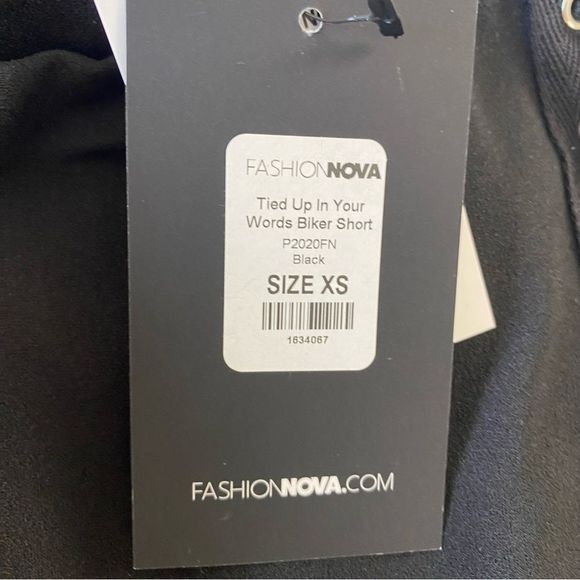 FASHIONNOVA
Tied Up In Your
Words Biker Short
P2020FN
Black
SIZE XS
1634067
FASHIONNOVA.COM